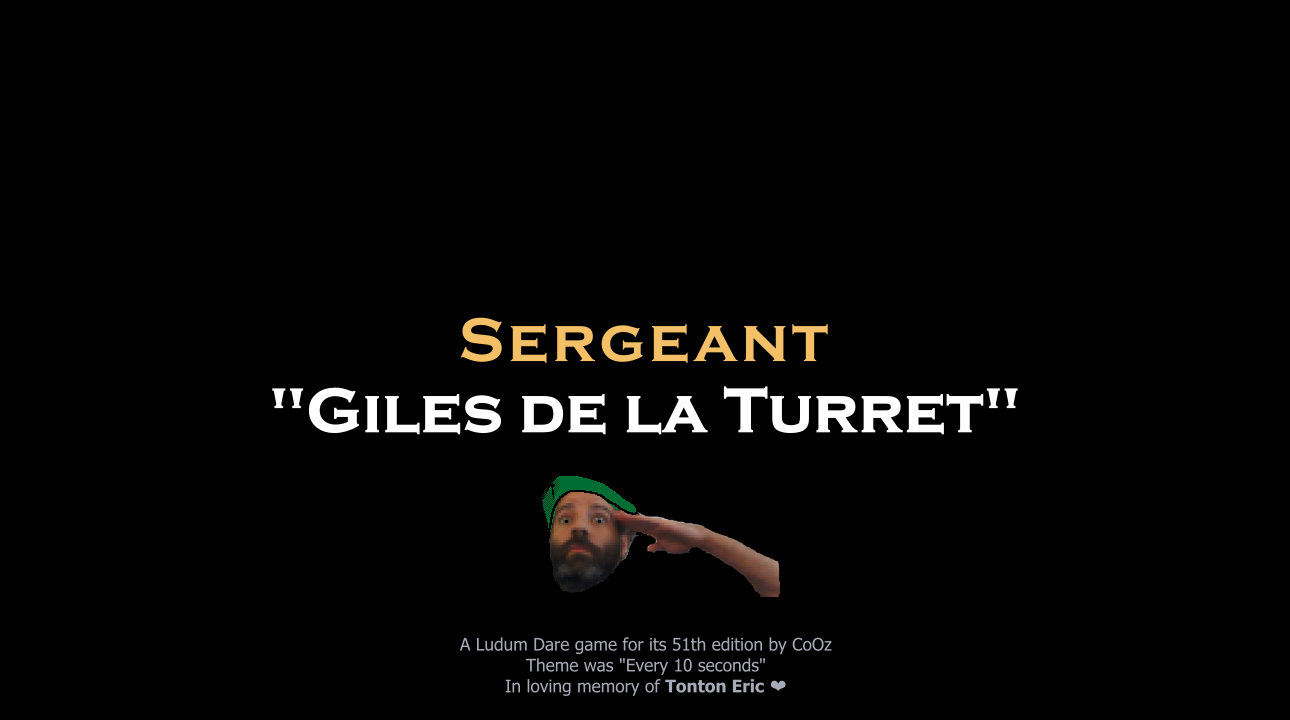 Sergeant
"Giles de la Turret"
A Ludum Dare game for its 51th edition by CoOz
Theme was "Every 10 seconds"
In loving memory of Tonton Eric ❤